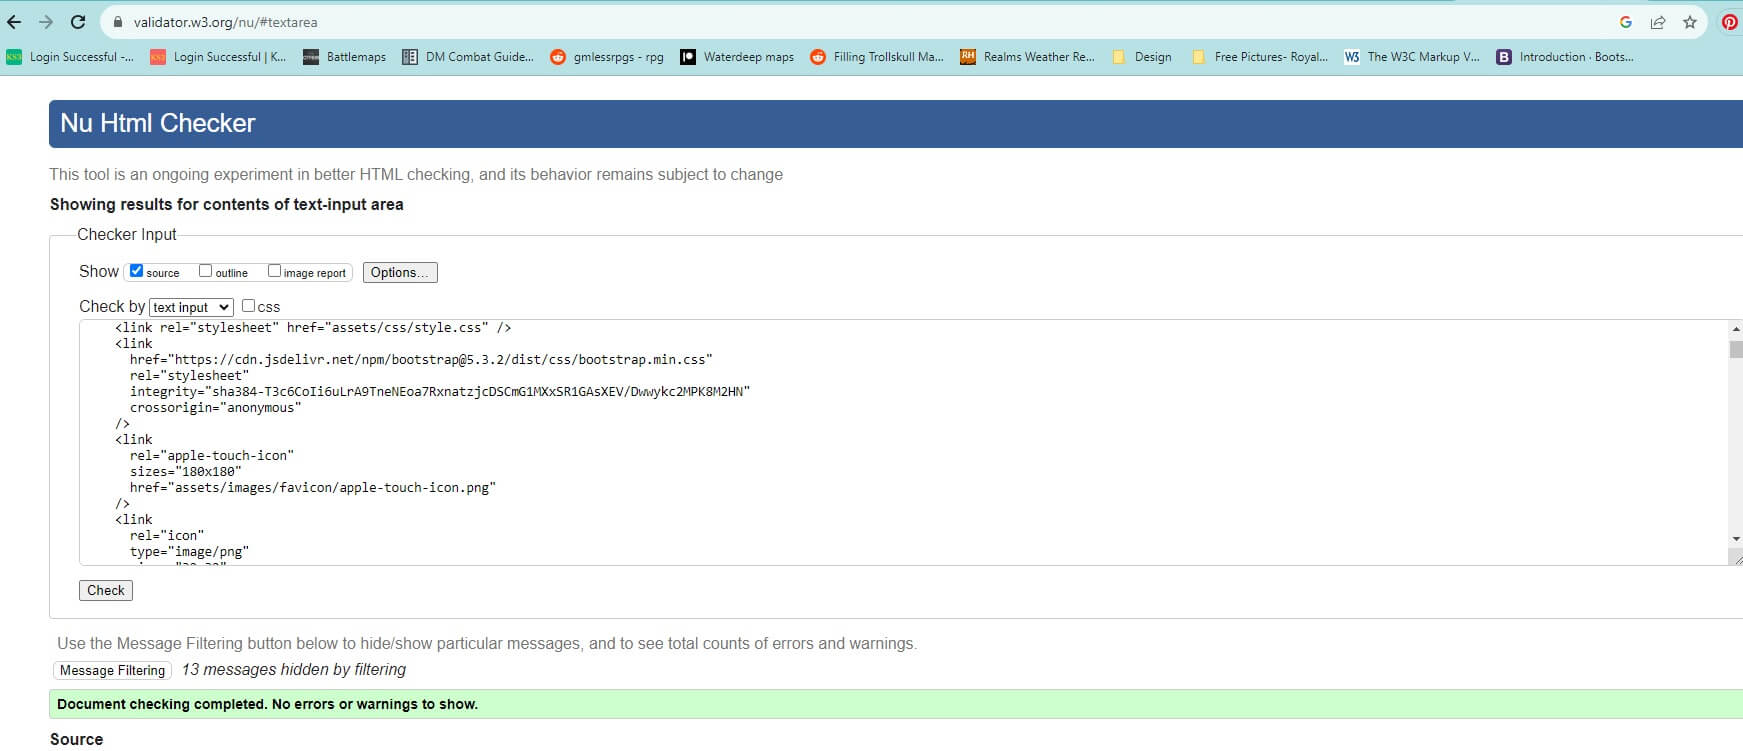 validator.w3.org/nu/#textarea
KS3 Login Successful -... KS3 Login Successful | K... Battlemaps DM Combat Guide... gmlessrpgs - rpg Waterdeep maps Filling Trollskull Ma... RH Realms Weather Re... Design Free Pictures- Royal... W3 The W3C Markup V... B Introduction · Boots...
Nu Html Checker
This tool is an ongoing experiment in better HTML checking, and its behavior remains subject to change
Showing results for contents of text-input area
Checker Input
Show source outline image report Options...
Check by text input css
<link rel="stylesheet" href="assets/css/style.css" />
<link
href="https://cdn.jsdelivr.net/npm/bootstrap@5.3.2/dist/css/bootstrap.min.css"
rel="stylesheet"
integrity="sha384-T3c6CoIi6uLrA9TneNEoa7RxnatzjcDSCmG1MXxSR1GAsXEV/Dwwykc2MPK8M2HN"
crossorigin="anonymous"
/>
<link
rel="apple-touch-icon"
sizes="180x180"
href="assets/images/favicon/apple-touch-icon.png"
/>
<link
rel="icon"
type="image/png"
Check
Use the Message Filtering button below to hide/show particular messages, and to see total counts of errors and warnings.
Message Filtering 13 messages hidden by filtering
Document checking completed. No errors or warnings to show.
Source